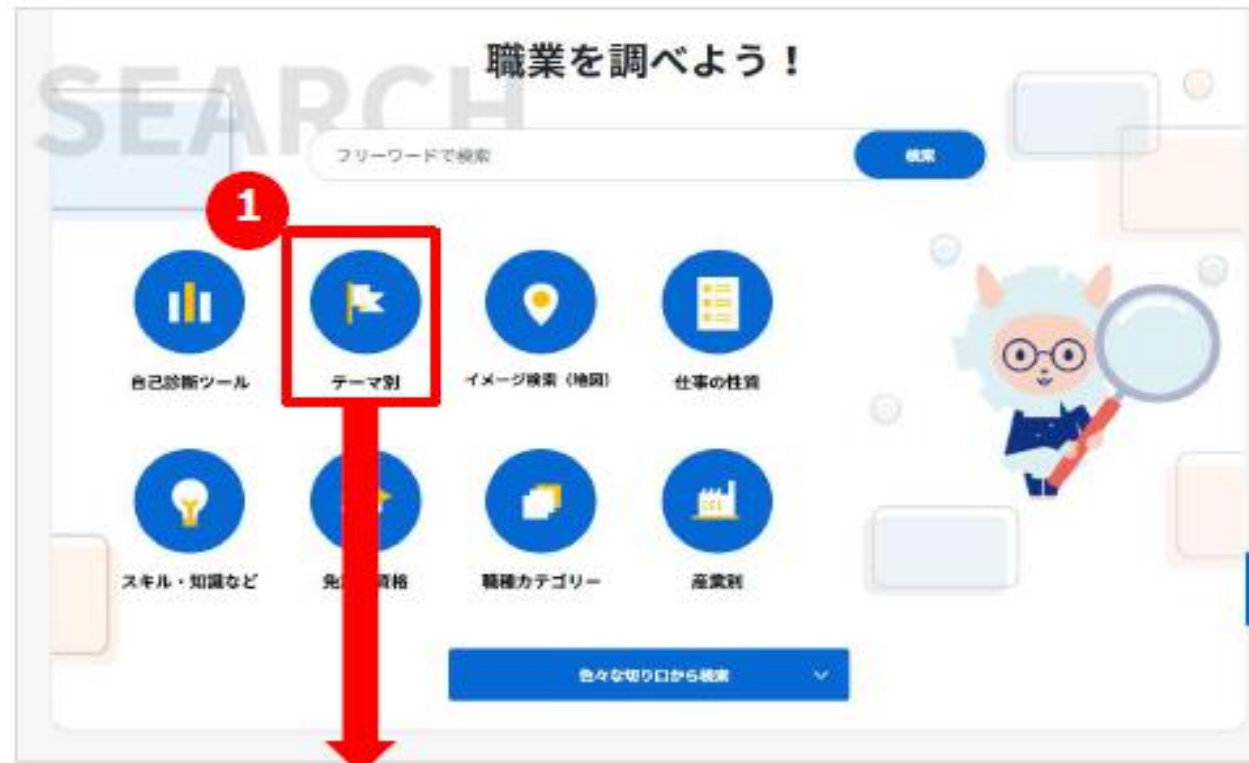 職業を調べよう！
SEARCH
フリーワードで検索
検索
1
自己診断ツール
テーマ別
イメージ検索（地図）
仕事の性質
スキル・知識など
免 資格
職種カテゴリー
産業別
色々な切り口から検索